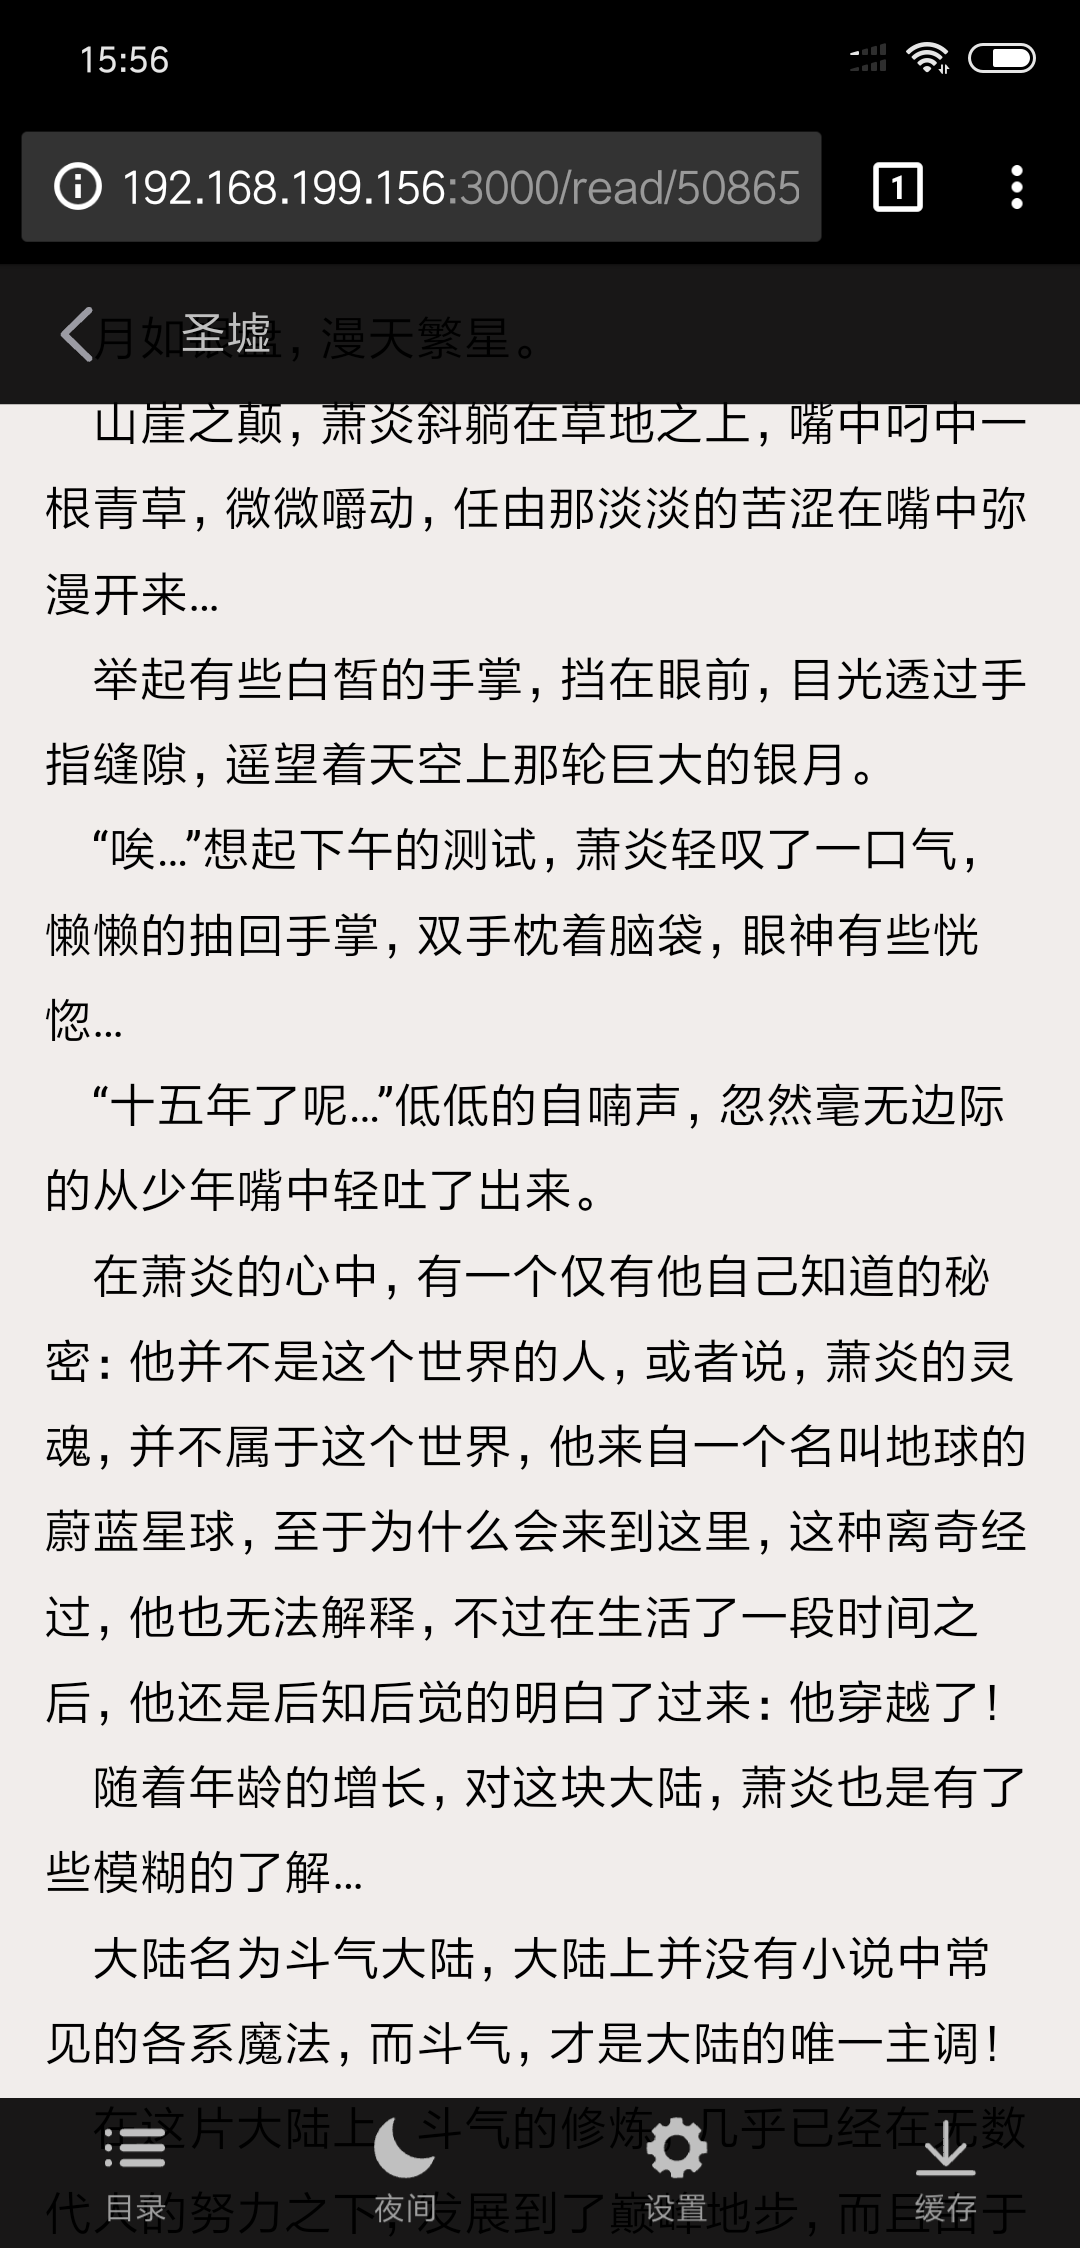 15:56
192.168.199.156:3000/read/50865
1
圣墟
月如银盘，漫天繁星。
山崖之颠，萧炎斜躺在草地之上，嘴中叼中一
根青草，微微嚼动，任由那淡淡的苦涩在嘴中弥
漫开来…
举起有些白皙的手掌，挡在眼前，目光透过手
指缝隙，遥望着天空上那轮巨大的银月。
“唉…”想起下午的测试，萧炎轻叹了一口气，
懒懒的抽回手掌，双手枕着脑袋，眼神有些恍
惚…
“十五年了呢…”低低的自喃声，忽然毫无边际
的从少年嘴中轻吐了出来。
在萧炎的心中，有一个仅有他自己知道的秘
密：他并不是这个世界的人，或者说，萧炎的灵
魂，并不属于这个世界，他来自一个名叫地球的
蔚蓝星球，至于为什么会来到这里，这种离奇经
过，他也无法解释，不过在生活了一段时间之
后，他还是后知后觉的明白了过来：他穿越了！
随着年龄的增长，对这块大陆，萧炎也是有了
些模糊的了解…
大陆名为斗气大陆，大陆上并没有小说中常
见的各系魔法，而斗气，才是大陆的唯一主调！
在这片大陆上，斗气的修炼，几乎已经在无数
代人的努力之下，发展到了巅峰地步，而且由于
目录
夜间
设置
缓存